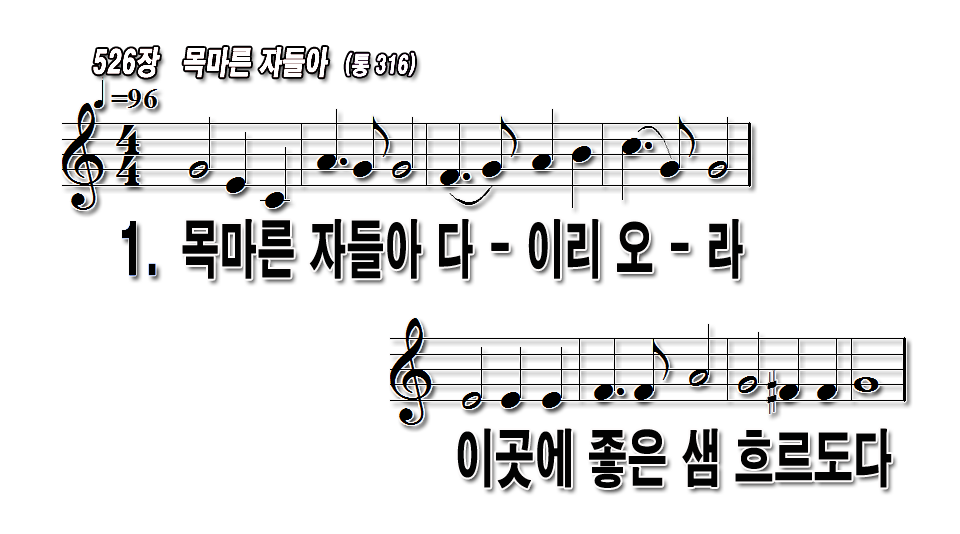 526장 목마른 자들아 (통 316)
♩=96
1. 목마른 자들아 다 - 이리 오 - 라
이곳에 좋은 샘 흐르도다